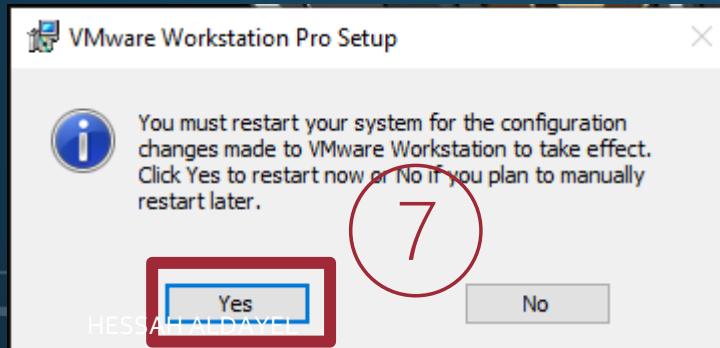 VMware Workstation Pro Setup
You must restart your system for the configuration
changes made to VMware Workstation to take effect.
Click Yes to restart now or No if you plan to manually
restart later.
7
Yes
No
HESSAH ALDAYEL